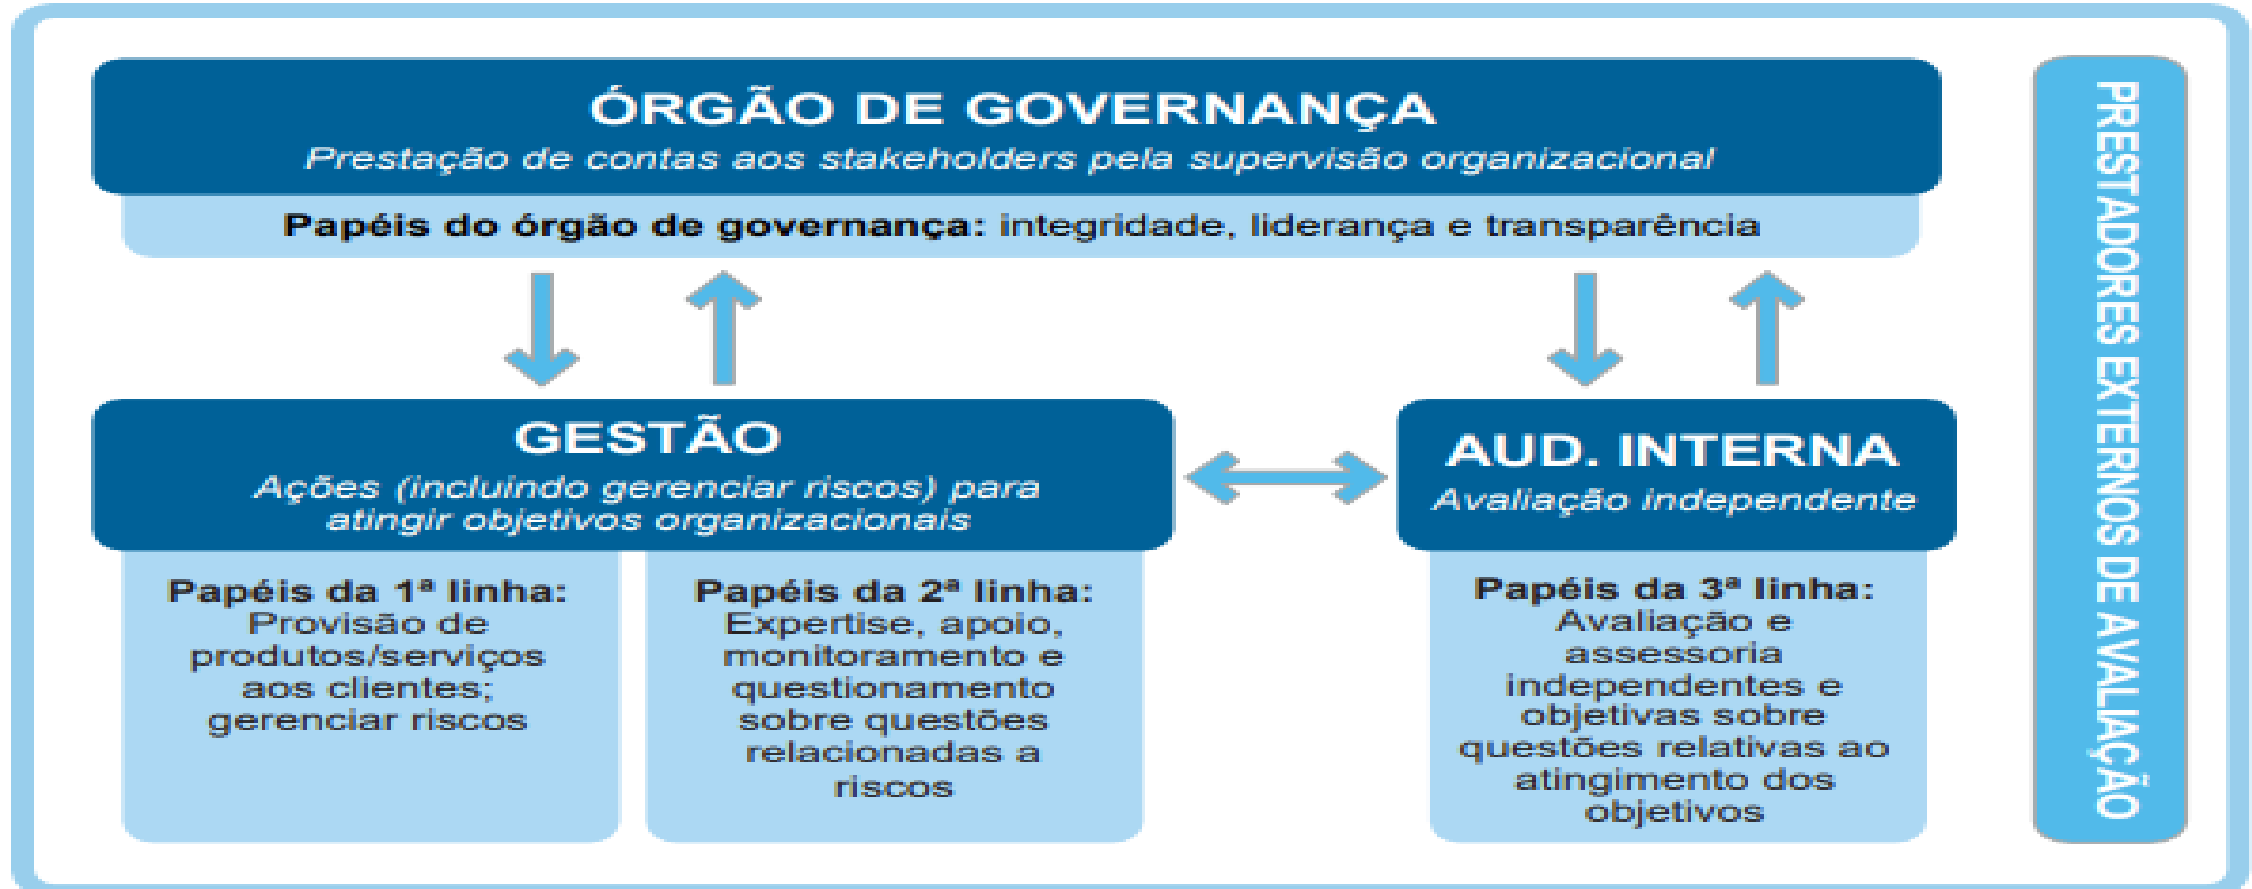 ÓRGÃO DE GOVERNANÇA
Prestação de contas aos stakeholders pela supervisão organizacional
Papéis do órgão de governança: integridade, liderança e transparência
GESTÃO
Ações (incluindo gerenciar riscos) para
atingir objetivos organizacionais
Papéis da 1ª linha:
Provisão de
produtos/serviços
aos clientes;
gerenciar riscos
Papéis da 2ª linha:
Expertise, apoio,
monitoramento e
questionamento
sobre questões
relacionadas a
riscos
AUD. INTERNA
Avaliação independente
Papéis da 3ª linha:
Avaliação e
assessoria
independentes e
objetivas sobre
questões relativas ao
atingimento dos
objetivos
PRESTADORES EXTERNOS DE AVALIAÇÃO